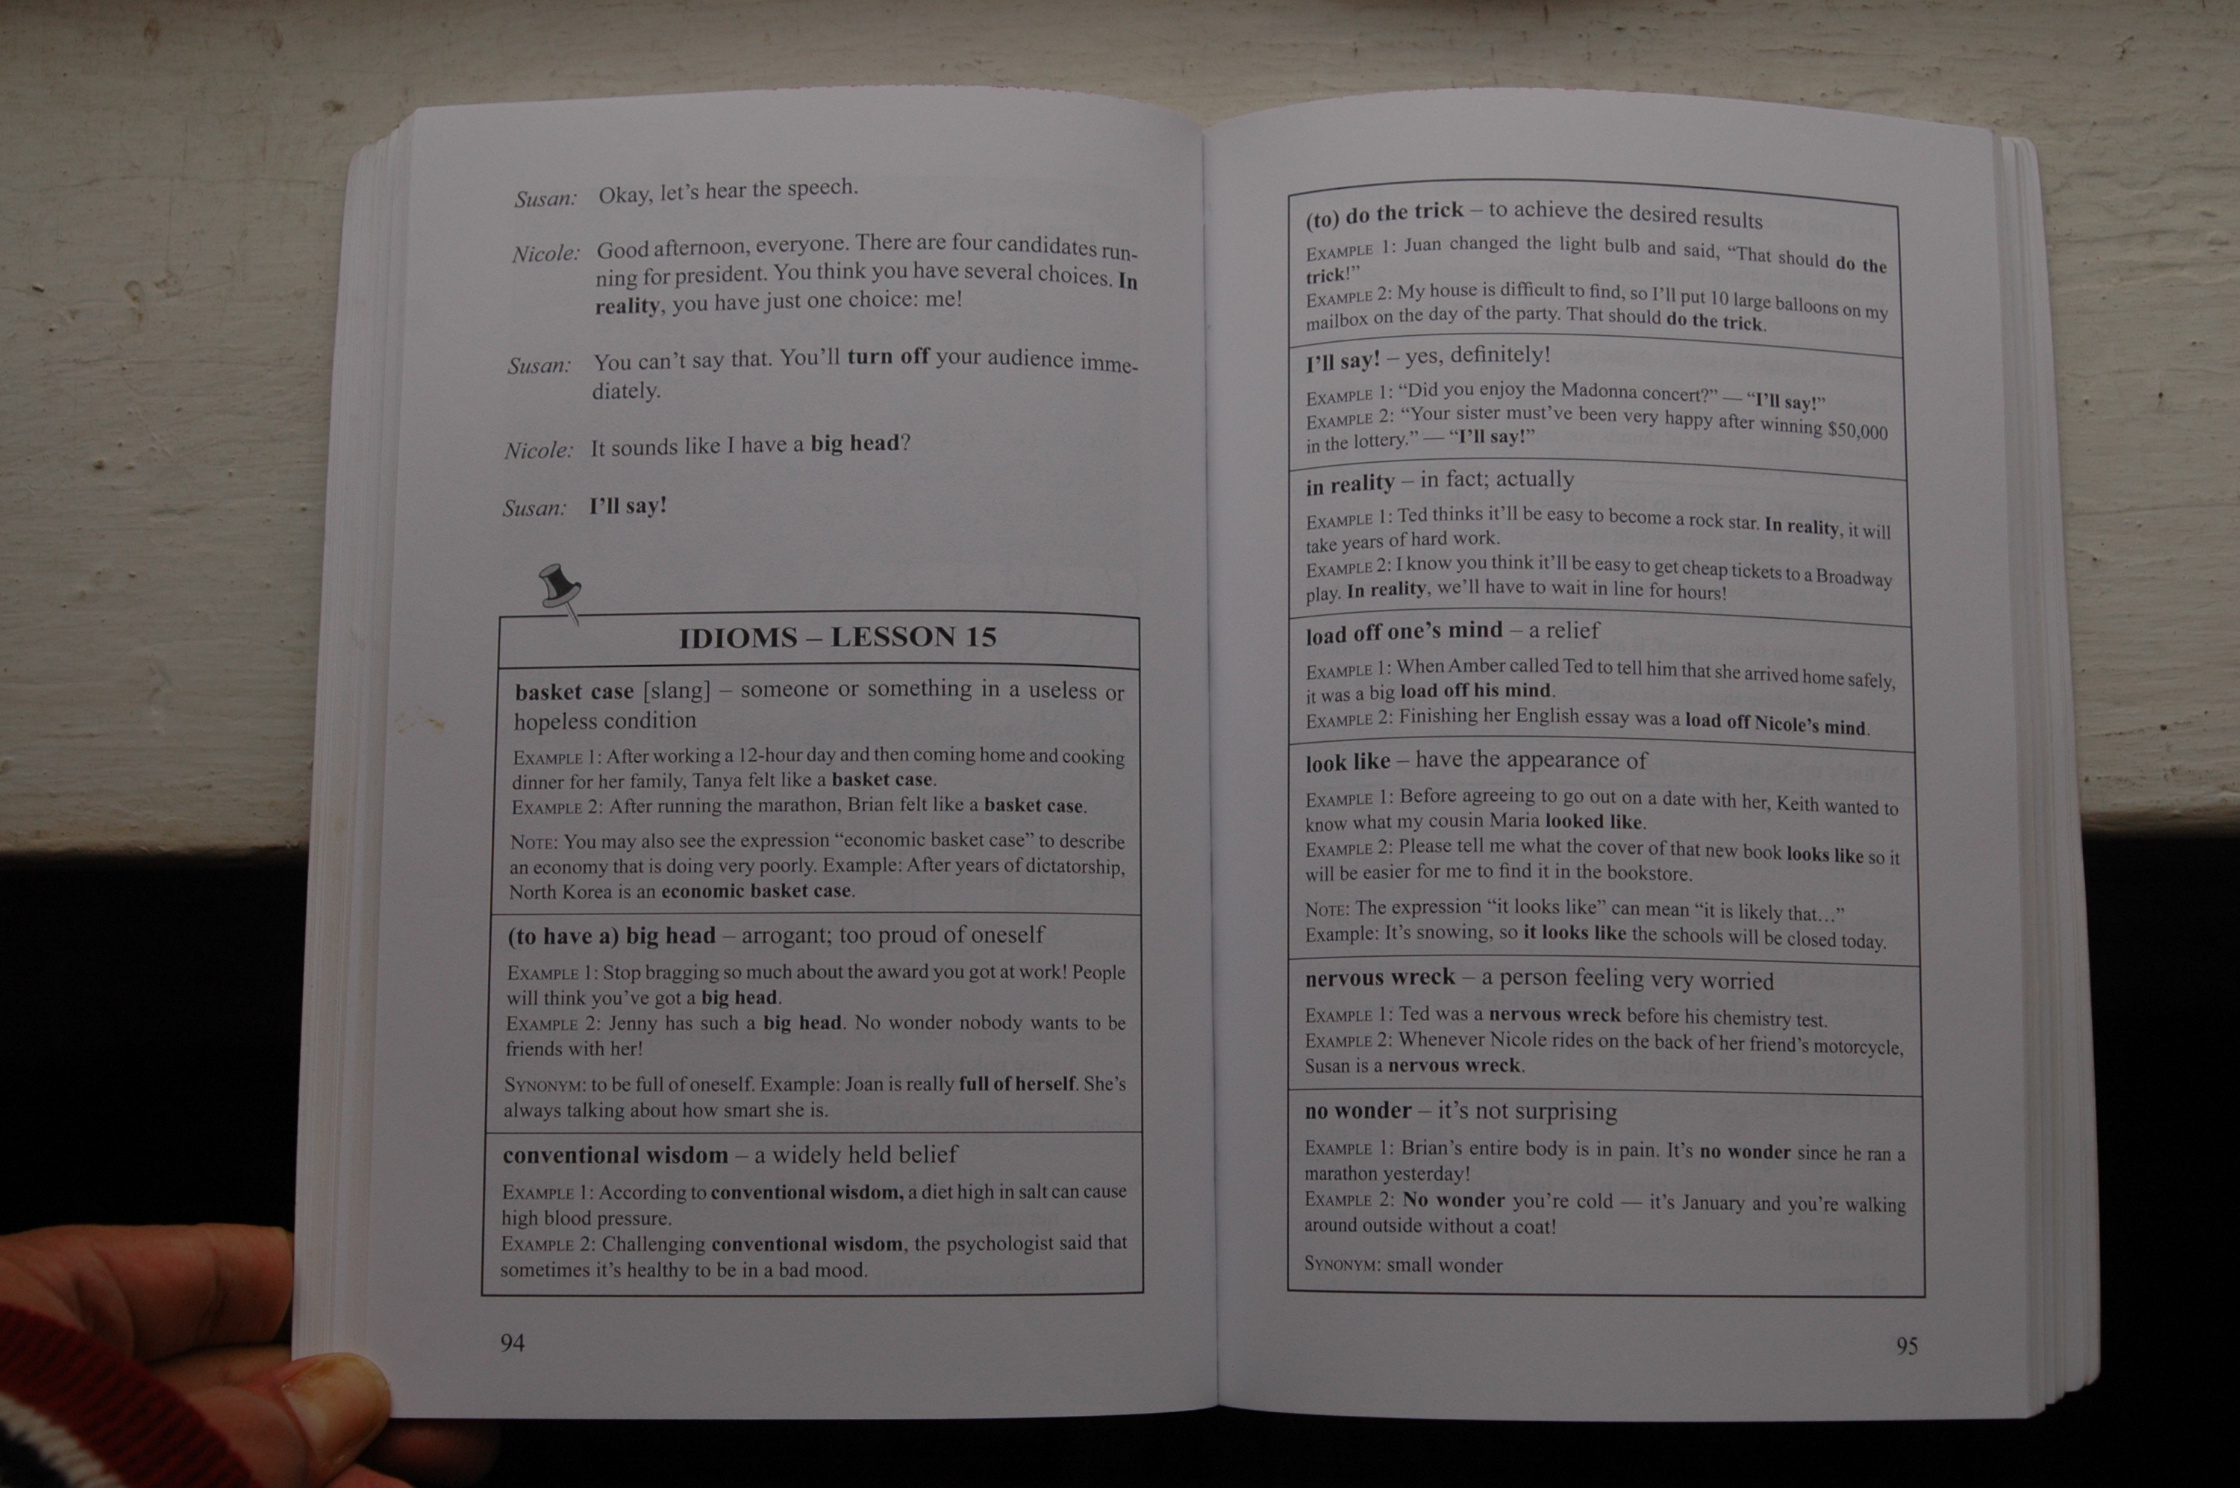 Susan: Okay, let's hear the speech.
Nicole: Good afternoon, everyone. There are four candidates run-
ning for president. You think you have several choices. In
reality, you have just one choice: me!
Susan: You can't say that. You'll turn off your audience imme-
diately.
Nicole: It sounds like I have a big head?
Susan: I'll say!
IDIOMS – LESSON 15
basket case [slang] – someone or something in a useless or
hopeless condition
EXAMPLE 1: After working a 12-hour day and then coming home and cooking
dinner for her family, Tanya felt like a basket case.
EXAMPLE 2: After running the marathon, Brian felt like a basket case.
NOTE: You may also see the expression “economic basket case” to describe
an economy that is doing very poorly. Example: After years of dictatorship,
North Korea is an economic basket case.
(to have a) big head – arrogant; too proud of oneself
EXAMPLE 1: Stop bragging so much about the award you got at work! People
will think you've got a big head.
EXAMPLE 2: Jenny has such a big head. No wonder nobody wants to be
friends with her!
SYNONYM: to be full of oneself. Example: Joan is really full of herself. She's
always talking about how smart she is.
conventional wisdom – a widely held belief
EXAMPLE 1: According to conventional wisdom, a diet high in salt can cause
high blood pressure.
EXAMPLE 2: Challenging conventional wisdom, the psychologist said that
sometimes it's healthy to be in a bad mood.
94
(to) do the trick – to achieve the desired results
EXAMPLE 1: Juan changed the light bulb and said, “That should do the
trick!”
EXAMPLE 2: My house is difficult to find, so I'll put 10 large balloons on my
mailbox on the day of the party. That should do the trick.
I'll say! – yes, definitely!
EXAMPLE 1: “Did you enjoy the Madonna concert?” — “I'll say!”
EXAMPLE 2: “Your sister must've been very happy after winning $50,000
in the lottery.” — “I'll say!”
in reality – in fact; actually
EXAMPLE 1: Ted thinks it'll be easy to become a rock star. In reality, it will
take years of hard work.
EXAMPLE 2: I know you think it'll be easy to get cheap tickets to a Broadway
play. In reality, we'll have to wait in line for hours!
load off one's mind – a relief
EXAMPLE 1: When Amber called Ted to tell him that she arrived home safely,
it was a big load off his mind.
EXAMPLE 2: Finishing her English essay was a load off Nicole's mind.
look like – have the appearance of
EXAMPLE 1: Before agreeing to go out on a date with her, Keith wanted to
know what my cousin Maria looked like.
EXAMPLE 2: Please tell me what the cover of that new book looks like so it
will be easier for me to find it in the bookstore.
NOTE: The expression “it looks like” can mean “it is likely that...”
Example: It's snowing, so it looks like the schools will be closed today.
nervous wreck – a person feeling very worried
EXAMPLE 1: Ted was a nervous wreck before his chemistry test.
EXAMPLE 2: Whenever Nicole rides on the back of her friend's motorcycle,
Susan is a nervous wreck.
no wonder – it's not surprising
EXAMPLE 1: Brian's entire body is in pain. It's no wonder since he ran a
marathon yesterday!
EXAMPLE 2: No wonder you're cold — it's January and you're walking
around outside without a coat!
SYNONYM: small wonder
95